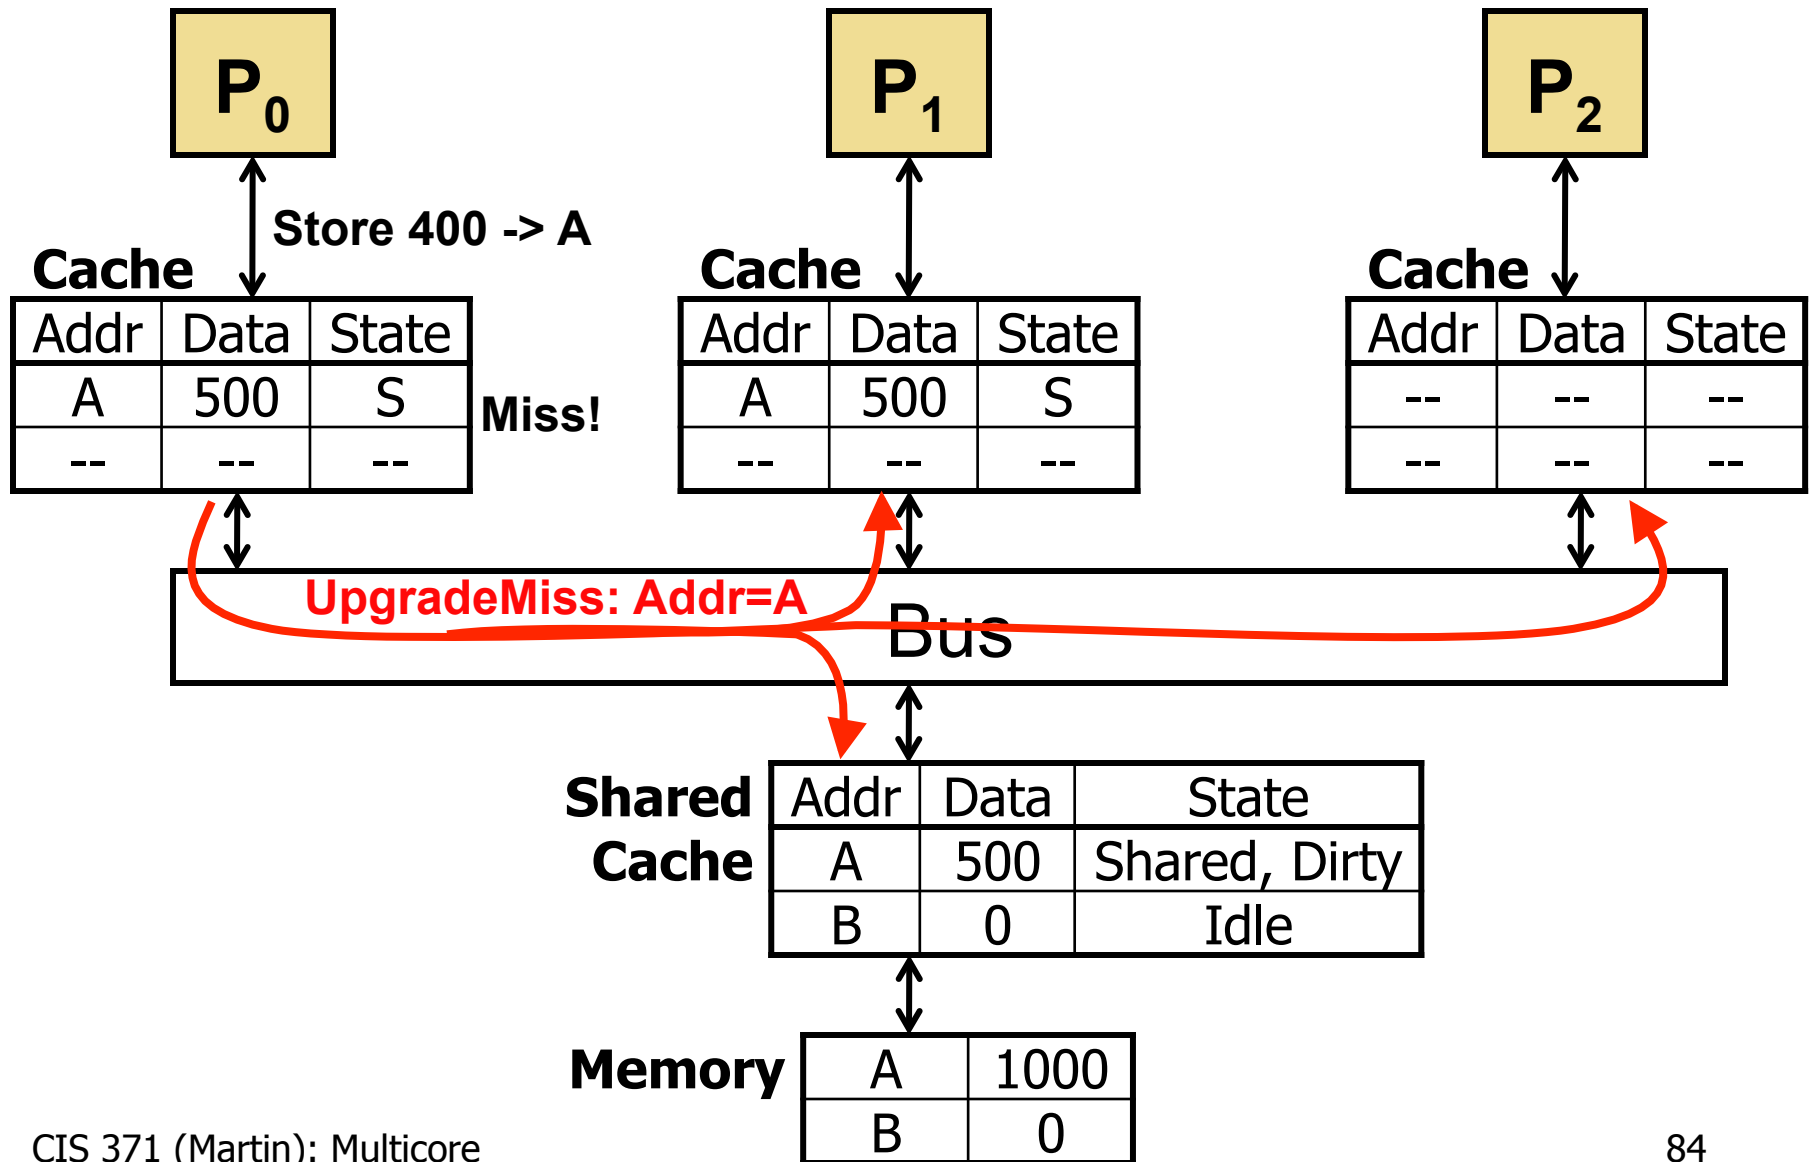 P0 P1 P2
Store 400 -> A
Cache Cache Cache
Addr Data State Addr Data State Addr Data State
A 500 S Miss! A 500 S -- -- --
-- -- -- -- -- -- -- -- --
UpgradeMiss: Addr=A
Bus
Shared Addr Data State
Cache A 500 Shared, Dirty
B 0 Idle
Memory A 1000
B 0
CIS 371 (Martin): Multicore 84